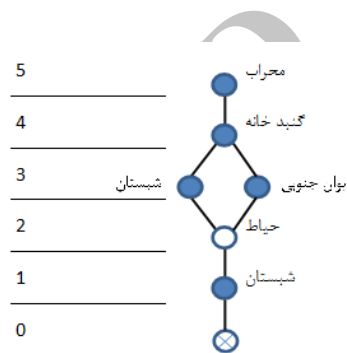 5 محراب
4 گنبد خانه
3 شبستان یوان جنوبی
2 حیاط
1 شبستان
0